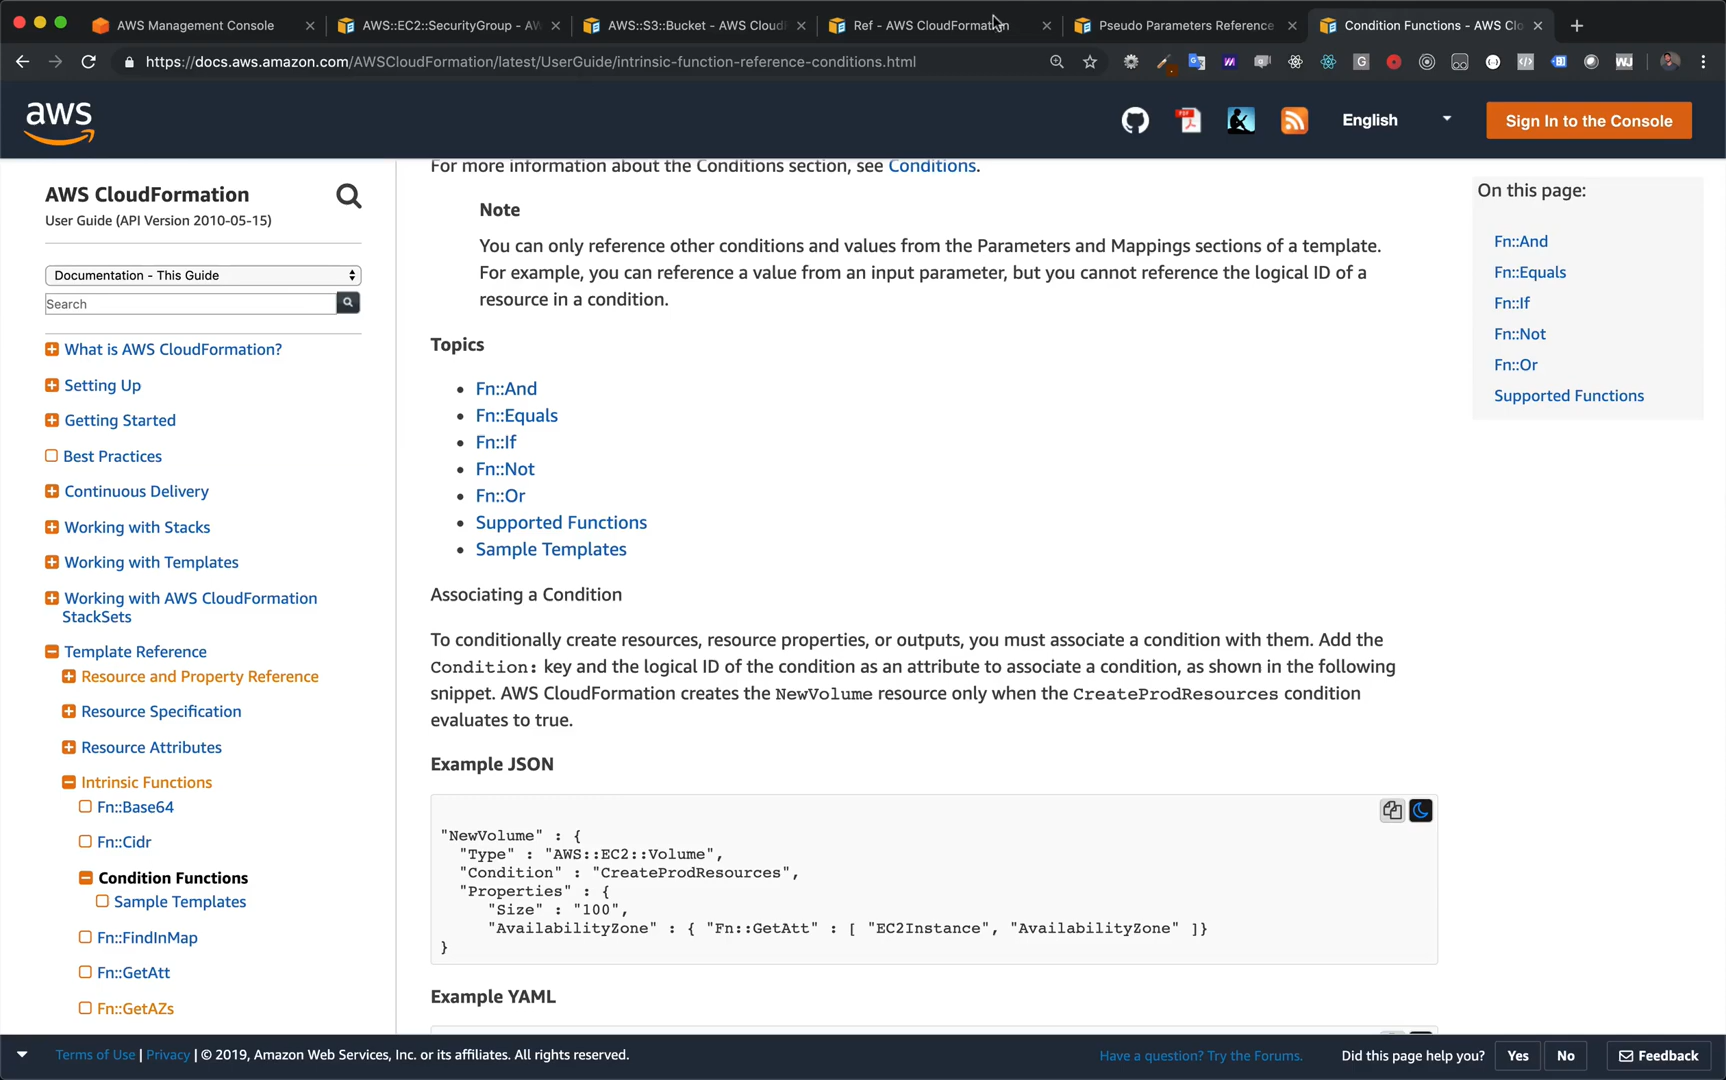 AWS Management Console
AWS::EC2::SecurityGroup - AW
AWS::S3::Bucket - AWS Cloud
Ref - AWS CloudFormation
Pseudo Parameters Reference
Condition Functions - AWS Clo
https://docs.aws.amazon.com/AWSCloudFormation/latest/UserGuide/intrinsic-function-reference-conditions.html
aws
English
Sign In to the Console
AWS CloudFormation
User Guide (API Version 2010-05-15)
Documentation - This Guide
Search
What is AWS CloudFormation?
Setting Up
Getting Started
Best Practices
Continuous Delivery
Working with Stacks
Working with Templates
Working with AWS CloudFormation
StackSets
Template Reference
Resource and Property Reference
Resource Specification
Resource Attributes
Intrinsic Functions
Fn::Base64
Fn::Cidr
Condition Functions
Sample Templates
Fn::FindInMap
Fn::GetAtt
Fn::GetAZs
For more information about the Conditions section, see Conditions.
Note
You can only reference other conditions and values from the Parameters and Mappings sections of a template.
For example, you can reference a value from an input parameter, but you cannot reference the logical ID of a
resource in a condition.
Topics
• Fn::And
• Fn::Equals
• Fn::If
• Fn::Not
• Fn::Or
• Supported Functions
• Sample Templates
Associating a Condition
To conditionally create resources, resource properties, or outputs, you must associate a condition with them. Add the
Condition: key and the logical ID of the condition as an attribute to associate a condition, as shown in the following
snippet. AWS CloudFormation creates the NewVolume resource only when the CreateProdResources condition
evaluates to true.
Example JSON
"NewVolume" : {
"Type" : "AWS::EC2::Volume",
"Condition" : "CreateProdResources",
"Properties" : {
"Size" : "100",
"AvailabilityZone" : { "Fn::GetAtt" : [ "EC2Instance", "AvailabilityZone" ]}
}
Example YAML
On this page:
Fn::And
Fn::Equals
Fn::If
Fn::Not
Fn::Or
Supported Functions
Terms of Use | Privacy | © 2019, Amazon Web Services, Inc. or its affiliates. All rights reserved.
Have a question? Try the Forums.
Did this page help you?
Yes
No
Feedback